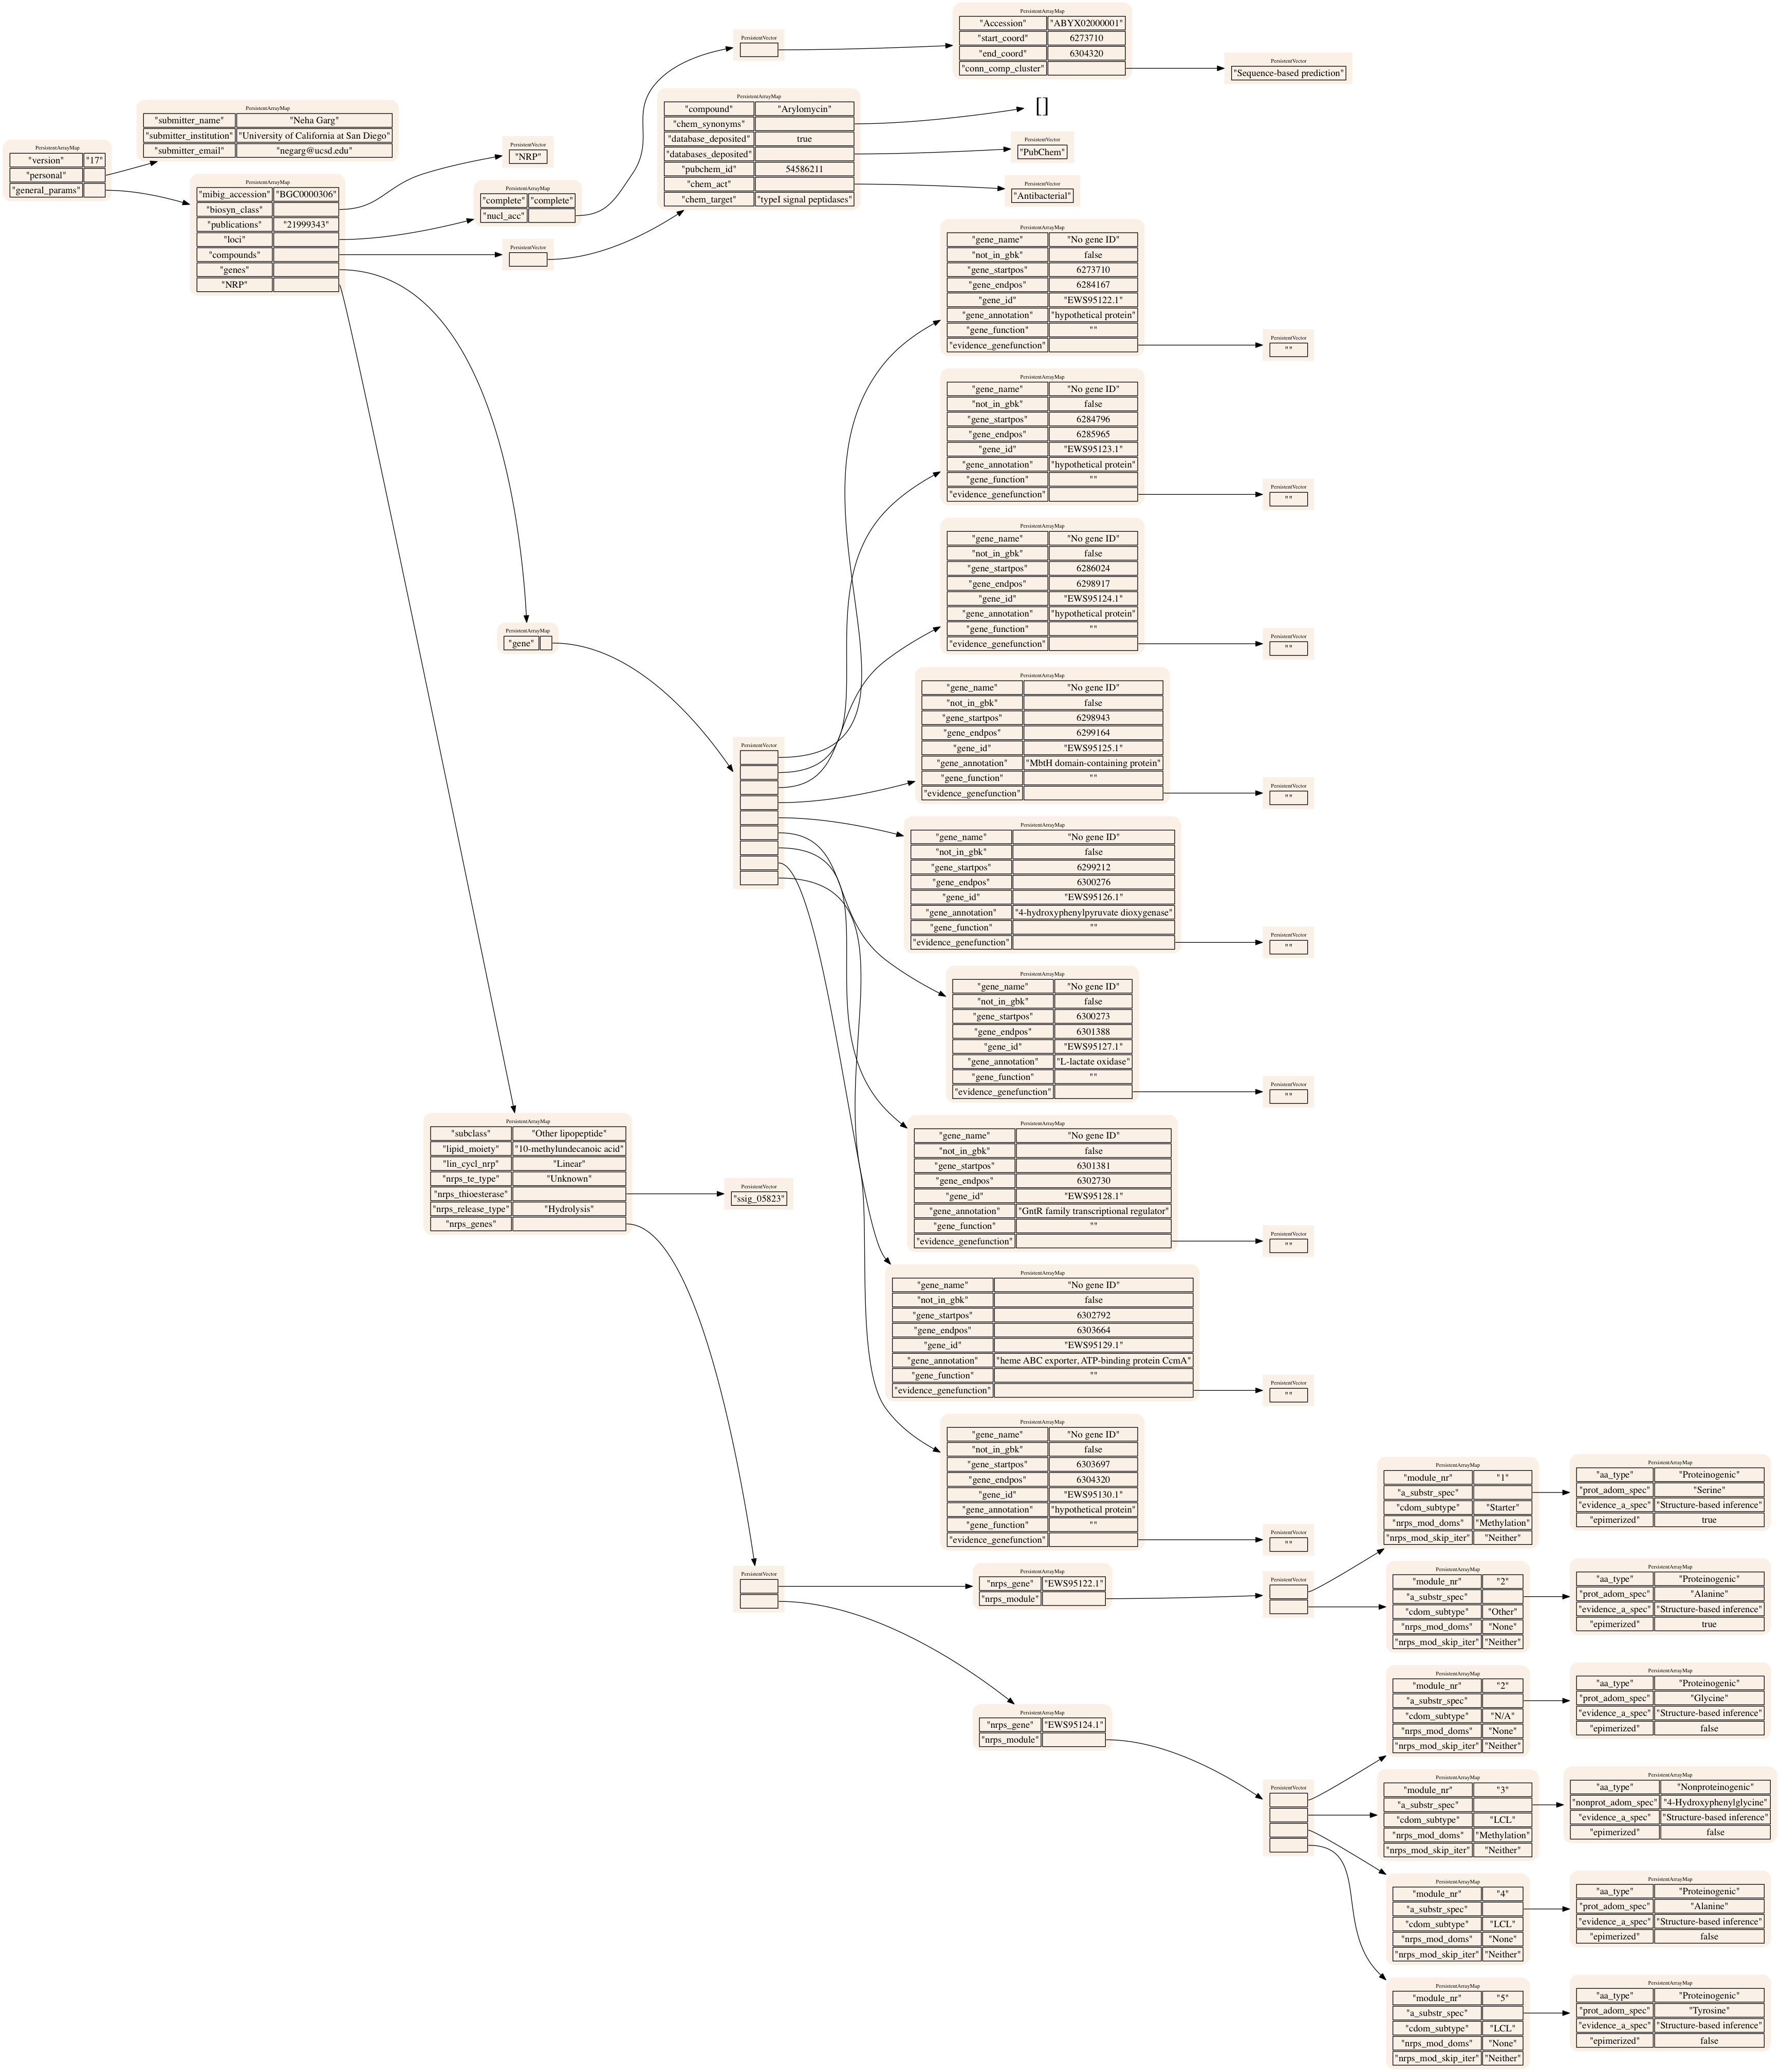 PersistentArrayMap
"version" "17"
"personal"
"general_params"
PersistentArrayMap
"submitter_name" "Neha Garg"
"submitter_institution" "University of California at San Diego"
"submitter_email" "negarg@ucsd.edu"
PersistentArrayMap
"mibig_accession" "BGC0000306"
"biosyn_class"
"publications" "21999343"
"loci"
"compounds"
"genes"
"NRP"
PersistentVector
"NRP"
PersistentArrayMap
"complete" "complete"
"nucl_acc"
PersistentVector
PersistentVector
PersistentArrayMap
"Accession" "ABYX02000001"
"start_coord" 6273710
"end_coord" 6304320
"conn_comp_cluster"
PersistentVector
"Sequence-based prediction"
PersistentArrayMap
"compound" "Arylomycin"
"chem_synonyms"
"database_deposited" true
"databases_deposited"
"pubchem_id" 54586211
"chem_act"
"chem_target" "typeI signal peptidases"
[]
PersistentVector
"PubChem"
PersistentVector
"Antibacterial"
PersistentArrayMap
"gene"
PersistentVector
PersistentArrayMap
"gene_name" "No gene ID"
"not_in_gbk" false
"gene_startpos" 6273710
"gene_endpos" 6284167
"gene_id" "EWS95122.1"
"gene_annotation" "hypothetical protein"
"gene_function" ""
"evidence_genefunction"
PersistentVector
""
PersistentArrayMap
"gene_name" "No gene ID"
"not_in_gbk" false
"gene_startpos" 6284796
"gene_endpos" 6285965
"gene_id" "EWS95123.1"
"gene_annotation" "hypothetical protein"
"gene_function" ""
"evidence_genefunction"
PersistentVector
""
PersistentArrayMap
"gene_name" "No gene ID"
"not_in_gbk" false
"gene_startpos" 6286024
"gene_endpos" 6298917
"gene_id" "EWS95124.1"
"gene_annotation" "hypothetical protein"
"gene_function" ""
"evidence_genefunction"
PersistentVector
""
PersistentArrayMap
"gene_name" "No gene ID"
"not_in_gbk" false
"gene_startpos" 6298943
"gene_endpos" 6299164
"gene_id" "EWS95125.1"
"gene_annotation" "MbtH domain-containing protein"
"gene_function" ""
"evidence_genefunction"
PersistentVector
""
PersistentArrayMap
"gene_name" "No gene ID"
"not_in_gbk" false
"gene_startpos" 6299212
"gene_endpos" 6300276
"gene_id" "EWS95126.1"
"gene_annotation" "4-hydroxyphenylpyruvate dioxygenase"
"gene_function" ""
"evidence_genefunction"
PersistentVector
""
PersistentArrayMap
"gene_name" "No gene ID"
"not_in_gbk" false
"gene_startpos" 6300273
"gene_endpos" 6301388
"gene_id" "EWS95127.1"
"gene_annotation" "L-lactate oxidase"
"gene_function" ""
"evidence_genefunction"
PersistentVector
""
PersistentArrayMap
"gene_name" "No gene ID"
"not_in_gbk" false
"gene_startpos" 6301381
"gene_endpos" 6302730
"gene_id" "EWS95128.1"
"gene_annotation" "GntR family transcriptional regulator"
"gene_function" ""
"evidence_genefunction"
PersistentVector
""
PersistentArrayMap
"gene_name" "No gene ID"
"not_in_gbk" false
"gene_startpos" 6302792
"gene_endpos" 6303664
"gene_id" "EWS95129.1"
"gene_annotation" "heme ABC exporter, ATP-binding protein CcmA"
"gene_function" ""
"evidence_genefunction"
PersistentVector
""
PersistentArrayMap
"gene_name" "No gene ID"
"not_in_gbk" false
"gene_startpos" 6303697
"gene_endpos" 6304320
"gene_id" "EWS95130.1"
"gene_annotation" "hypothetical protein"
"gene_function" ""
"evidence_genefunction"
PersistentVector
""
PersistentArrayMap
"subclass" "Other lipopeptide"
"lipid_moiety" "10-methylundecanoic acid"
"lin_cycl_nrp" "Linear"
"nrps_te_type" "Unknown"
"nrps_thioesterase"
"nrps_release_type" "Hydrolysis"
"nrps_genes"
PersistentVector
"ssig_05823"
PersistentVector
PersistentArrayMap
"nrps_gene" "EWS95122.1"
"nrps_module"
PersistentVector
PersistentArrayMap
"module_nr" "1"
"a_substr_spec"
"cdom_subtype" "Starter"
"nrps_mod_doms" "Methylation"
"nrps_mod_skip_iter" "Neither"
PersistentArrayMap
"aa_type" "Proteinogenic"
"prot_adom_spec" "Serine"
"evidence_a_spec" "Structure-based inference"
"epimerized" true
PersistentArrayMap
"module_nr" "2"
"a_substr_spec"
"cdom_subtype" "Other"
"nrps_mod_doms" "None"
"nrps_mod_skip_iter" "Neither"
PersistentArrayMap
"aa_type" "Proteinogenic"
"prot_adom_spec" "Alanine"
"evidence_a_spec" "Structure-based inference"
"epimerized" true
PersistentArrayMap
"nrps_gene" "EWS95124.1"
"nrps_module"
PersistentVector
PersistentArrayMap
"module_nr" "2"
"a_substr_spec"
"cdom_subtype" "N/A"
"nrps_mod_doms" "None"
"nrps_mod_skip_iter" "Neither"
PersistentArrayMap
"aa_type" "Proteinogenic"
"prot_adom_spec" "Glycine"
"evidence_a_spec" "Structure-based inference"
"epimerized" false
PersistentArrayMap
"module_nr" "3"
"a_substr_spec"
"cdom_subtype" "LCL"
"nrps_mod_doms" "Methylation"
"nrps_mod_skip_iter" "Neither"
PersistentArrayMap
"aa_type" "Nonproteinogenic"
"nonprot_adom_spec" "4-Hydroxyphenylglycine"
"evidence_a_spec" "Structure-based inference"
"epimerized" false
PersistentArrayMap
"module_nr" "4"
"a_substr_spec"
"cdom_subtype" "LCL"
"nrps_mod_doms" "None"
"nrps_mod_skip_iter" "Neither"
PersistentArrayMap
"aa_type" "Proteinogenic"
"prot_adom_spec" "Alanine"
"evidence_a_spec" "Structure-based inference"
"epimerized" false
PersistentArrayMap
"module_nr" "5"
"a_substr_spec"
"cdom_subtype" "LCL"
"nrps_mod_doms" "None"
"nrps_mod_skip_iter" "Neither"
PersistentArrayMap
"aa_type" "Proteinogenic"
"prot_adom_spec" "Tyrosine"
"evidence_a_spec" "Structure-based inference"
"epimerized" false